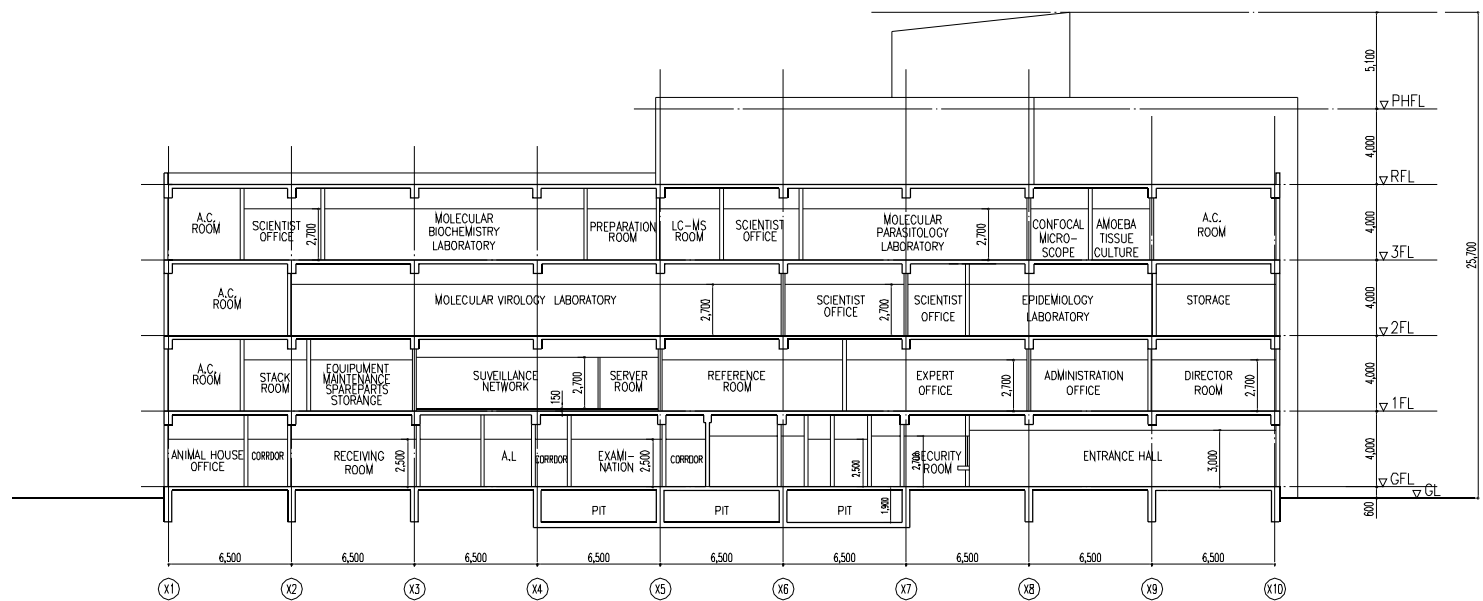 5,100
PHFL
4,000
RFL
A.C.
ROOM
SCIENTIST
OFFICE
2,700
MOLECULAR
BIOCHEMISTRY
LABORATORY
PREPARATION
ROOM
LC-MS
ROOM
SCIENTIST
OFFICE
MOLECULAR
PARASITOLOGY
LABORATORY
2,700
CONFOCAL
MICRO-
SCOPE
AMOEBA
TISSUE
CULTURE
A.C.
ROOM
4,000
3FL
25,700
A.C.
ROOM
MOLECULAR VIROLOGY LABORATORY
2,700
SCIENTIST
OFFICE
2,700
SCIENTIST
OFFICE
EPIDEMIOLOGY
LABORATORY
STORAGE
4,000
2FL
A.C.
ROOM
STACK
ROOM
EQUIPUMENT
MAINTENANCE
SPAREPARTS
STORANGE
SUVEILLANCE
NETWORK
150
2,700
SERVER
ROOM
REFERENCE
ROOM
EXPERT
OFFICE
2,700
ADMINISTRATION
OFFICE
DIRECTOR
ROOM
2,700
4,000
1FL
ANIMAL HOUSE
OFFICE
CORRDOR
RECEIVING
ROOM
2,500
A.L
CORRDOR
EXAMI-
NATION
2,500
CORRDOR
2,500
2,700
SECURITY
ROOM
ENTRANCE HALL
3,000
4,000
GFL
GL
600
PIT
PIT
PIT
1,900
6,500
6,500
6,500
6,500
6,500
6,500
6,500
6,500
6,500
X1
X2
X3
X4
X5
X6
X7
X8
X9
X10